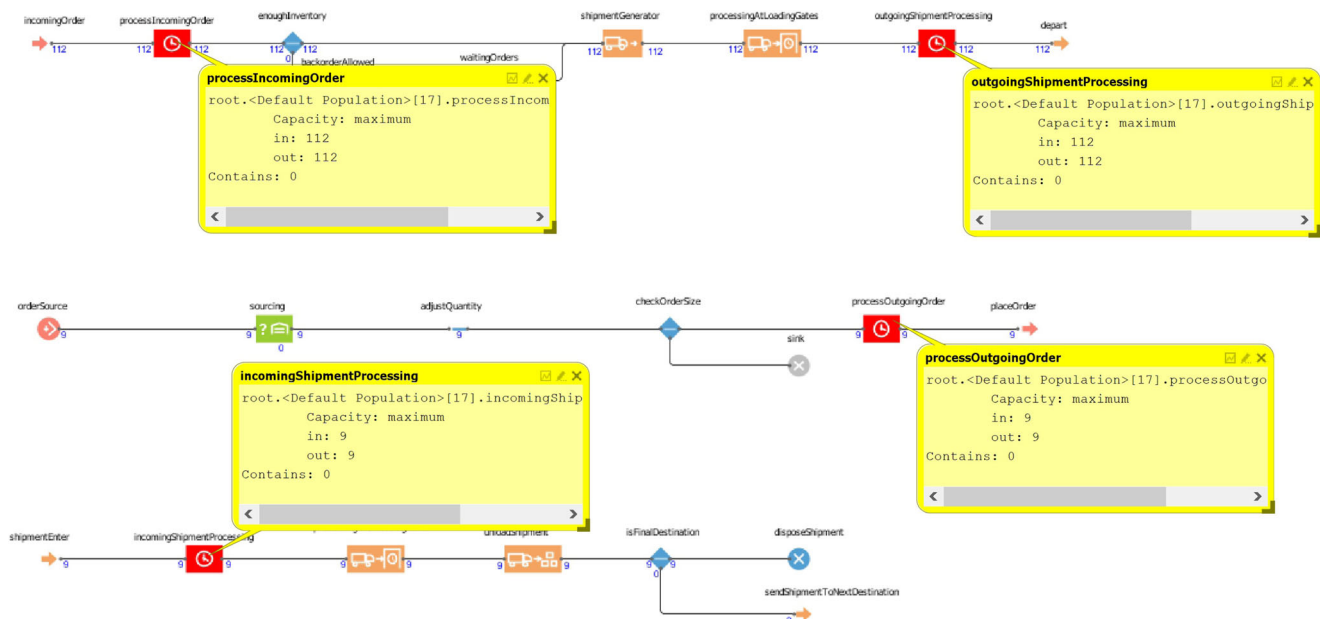 incomingOrder
processIncomingOrder
enoughInventory
shipmentGenerator
processingAtLoadingGates
outgoingShipmentProcessing
depart
112 112 112 112 112 112 112 112 112 112 112
0
backorderAllowed
waitingOrders
processIncomingOrder
root.<Default Population>[17].processIncom
Capacity: maximum
in: 112
out: 112
Contains: 0
outgoingShipmentProcessing
root.<Default Population>[17].outgoingShip
Capacity: maximum
in: 112
out: 112
Contains: 0
orderSource
sourcing
adjustQuantity
checkOrderSize
processOutgoingOrder
placeOrder
9 9 9 9 9 9 9
0
sink
incomingShipmentProcessing
root.<Default Population>[17].incomingShip
Capacity: maximum
in: 9
out: 9
Contains: 0
processOutgoingOrder
root.<Default Population>[17].processOutgo
Capacity: maximum
in: 9
out: 9
Contains: 0
shipmentEnter
incomingShipmentProcessing
unloadShipment
isFinalDestination
disposeShipment
9 9 9 9 9 9 9 9 9
0
sendShipmentToNextDestination